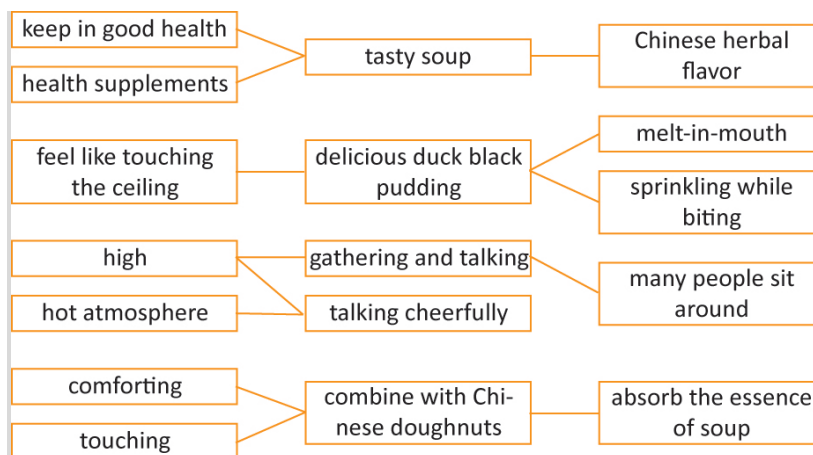 keep in good health
health supplements
tasty soup
Chinese herbal
flavor
feel like touching
the ceiling
delicious duck black
pudding
melt-in-mouth
sprinkling while
biting
high
hot atmosphere
gathering and talking
talking cheerfully
many people sit
around
comforting
touching
combine with Chi-
nese doughnuts
absorb the essence
of soup